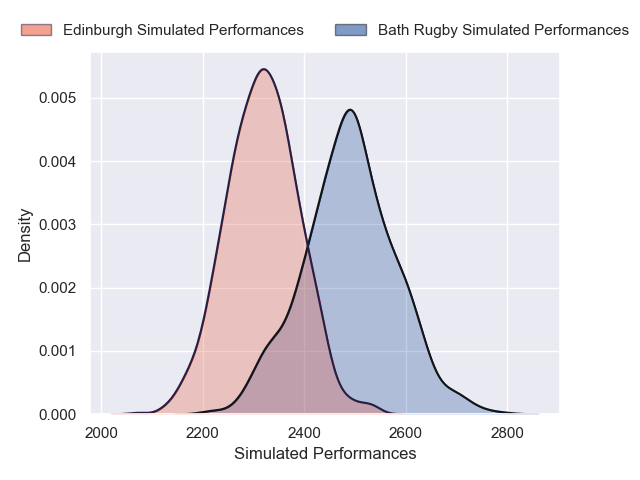 Edinburgh Simulated Performances
Bath Rugby Simulated Performances
0.005
0.004
0.003
0.002
0.001
0.000
Density
2000
2200
2400
2600
2800
Simulated Performances